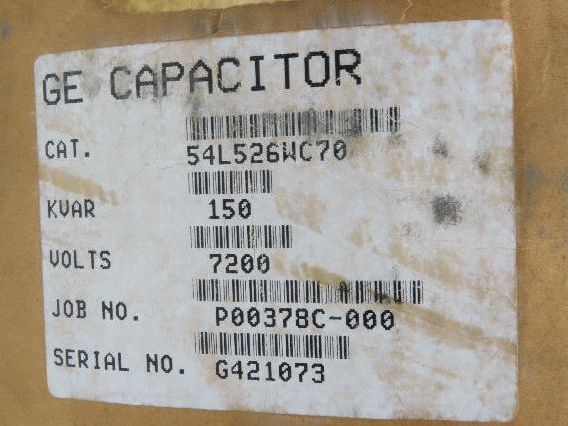 GE CAPACITOR
CAT. 54L526WC70
KVAR 150
VOLTS 7200
JOB NO. P00378C-000
SERIAL NO. G421073